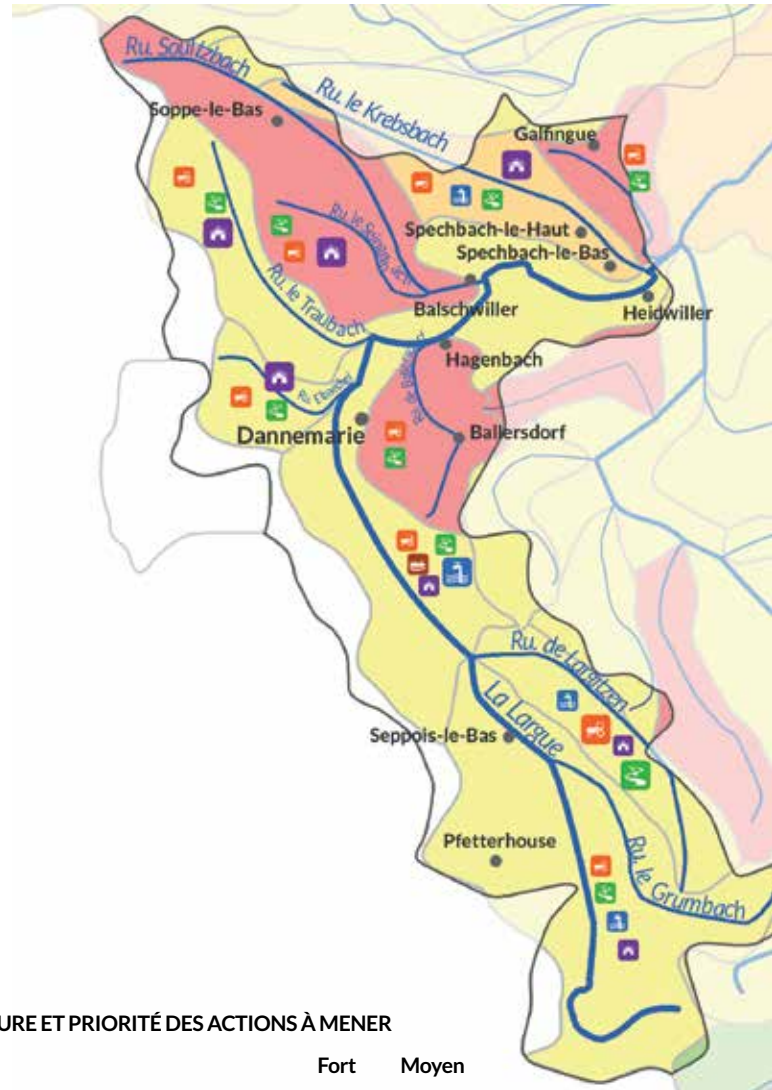 Ru. Soultzbach
Ru. le Krebsbach
Soppe-le-Bas
Galfingue
Spechbach-le-Haut
Spechbach-le-Bas
Ru. le
Balschwiller
Heidwiller
Ru. le Traubach
Hagenbach
Ru.
Dannemarie
Ballersdorf
Ru. de Largitzen
La Largue
Seppois-le-Bas
Pfetterhouse
Ru. le Grumbach
URE ET PRIORITÉ DES ACTIONS À MENER
Fort Moyen